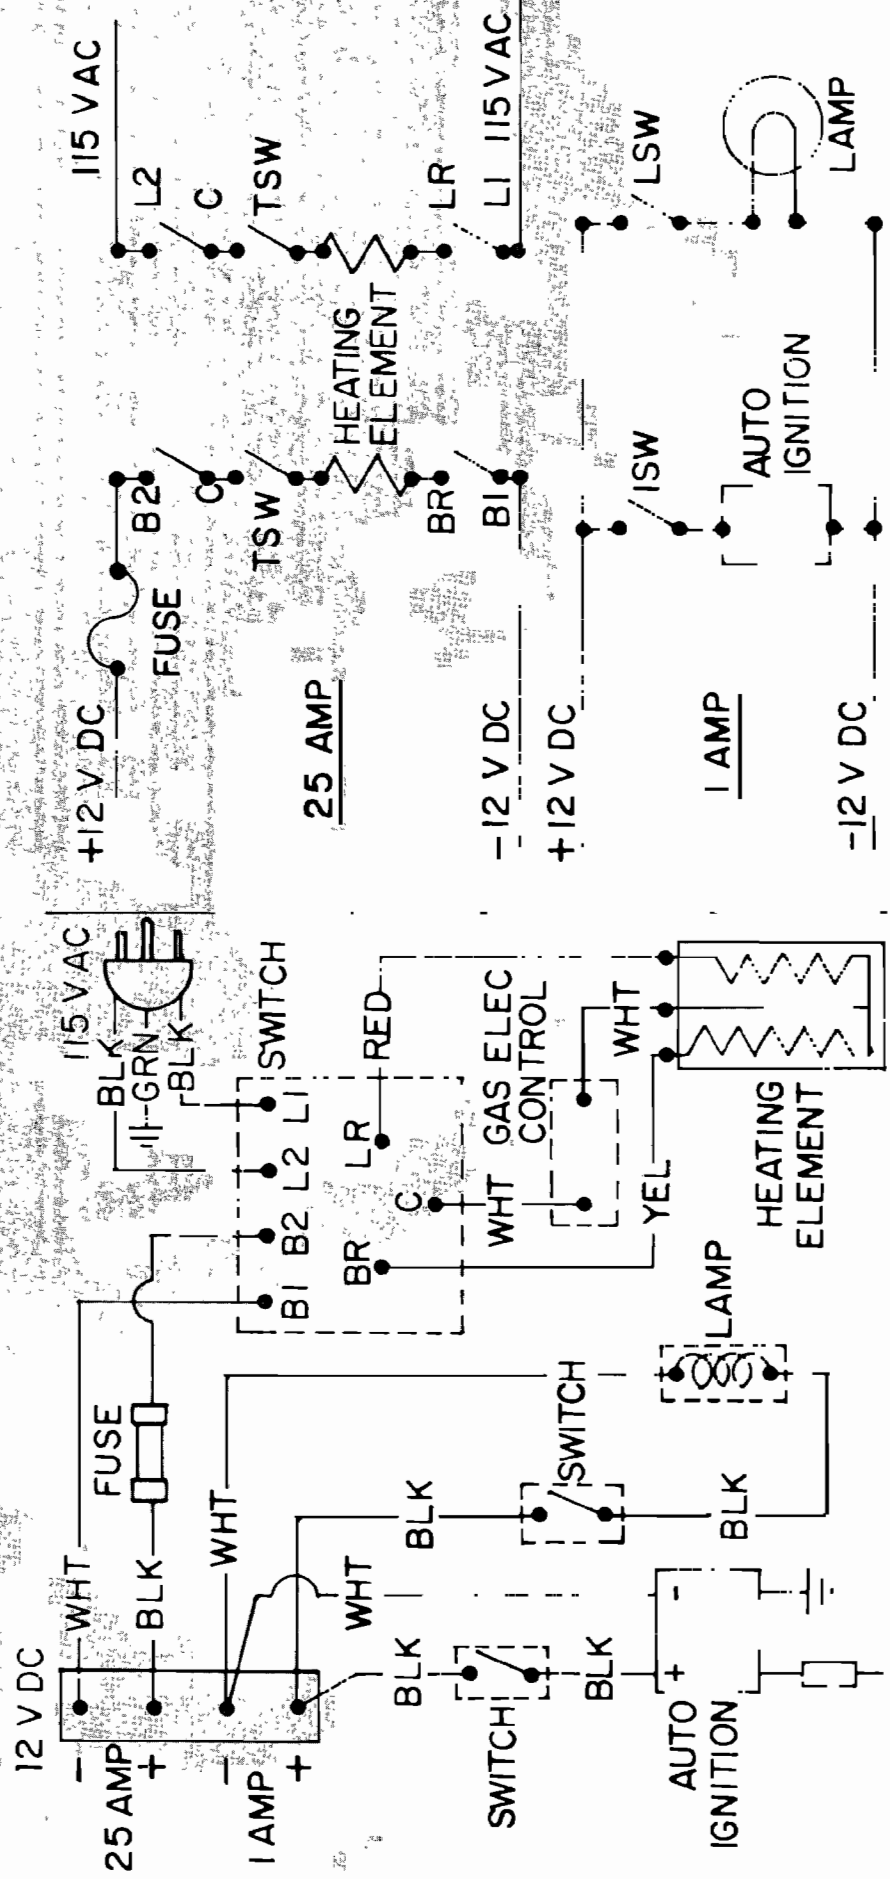 12 V DC
-
25 AMP
+
-
1 AMP
+
WHT
BLK
FUSE
WHT
BLK
WHT
BLK
SWITCH
BLK
SWITCH
BLK
LAMP
+
-
AUTO
IGNITION
115 VAC
BLK
GRN
BLK
SWITCH
B1
B2
L2
L1
BR
C
LR
RED
WHT
GAS ELEC
CONTROL
WHT
YEL
HEATING
ELEMENT
+12 V DC
FUSE
B2
C
TSW
25 AMP
HEATING
ELEMENT
BR
B1
-12 V DC
115 VAC
L2
C
TSW
LR
L1
115 VAC
+12 V DC
ISW
LSW
1 AMP
AUTO
IGNITION
LAMP
-12 V DC